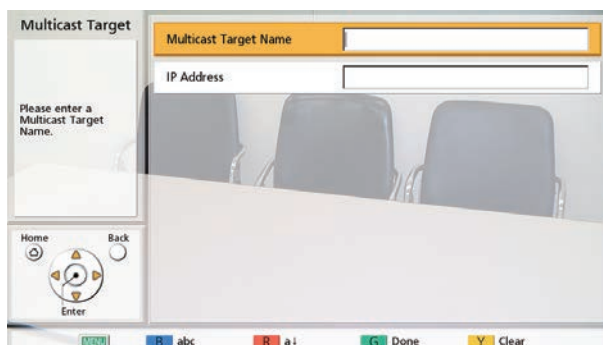 Multicast Target
Please enter a
Multicast Target
Name.
Multicast Target Name
IP Address
Home
Back
Enter
MENU
B abc
R a↓
G Done
Y Clear